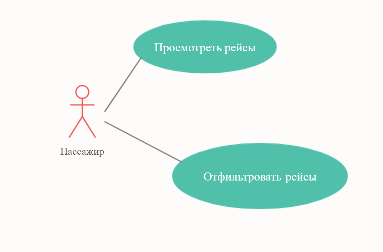 Просмотреть рейсы
Пассажир
Отфильтровать рейсы